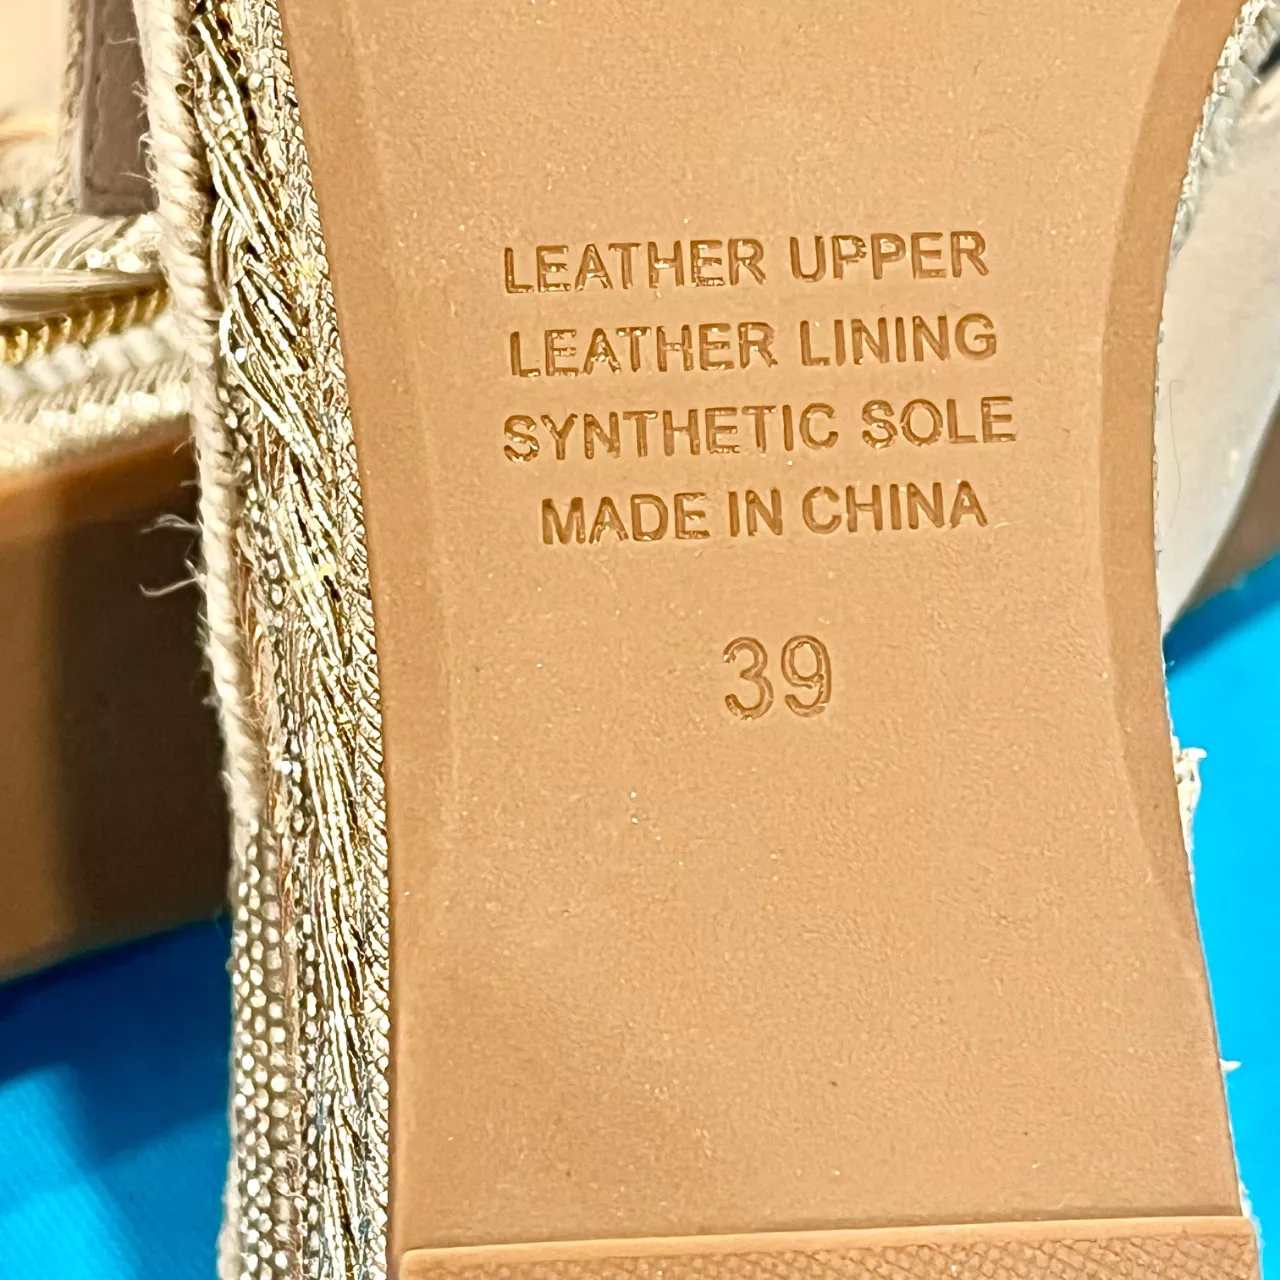 LEATHER UPPER
LEATHER LINING
SYNTHETIC SOLE
MADE IN CHINA
39